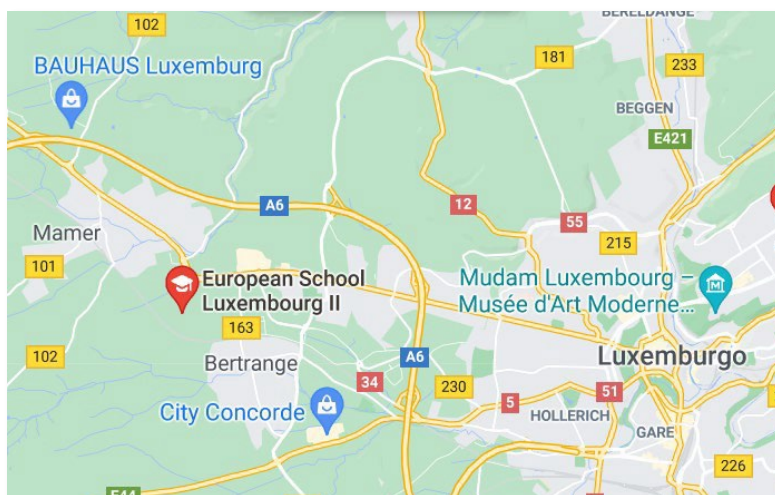 BERELDANGE
102
181
233
BAUHAUS Luxemburg
BEGGEN
E421
A6
12
55
Mamer
215
101
European School
Luxembourg II
Mudam Luxembourg –
Musée d'Art Moderne...
163
102
Bertrange
A6
Luxemburgo
34
230
5
51
City Concorde
HOLLERICH
GARE
226
E44